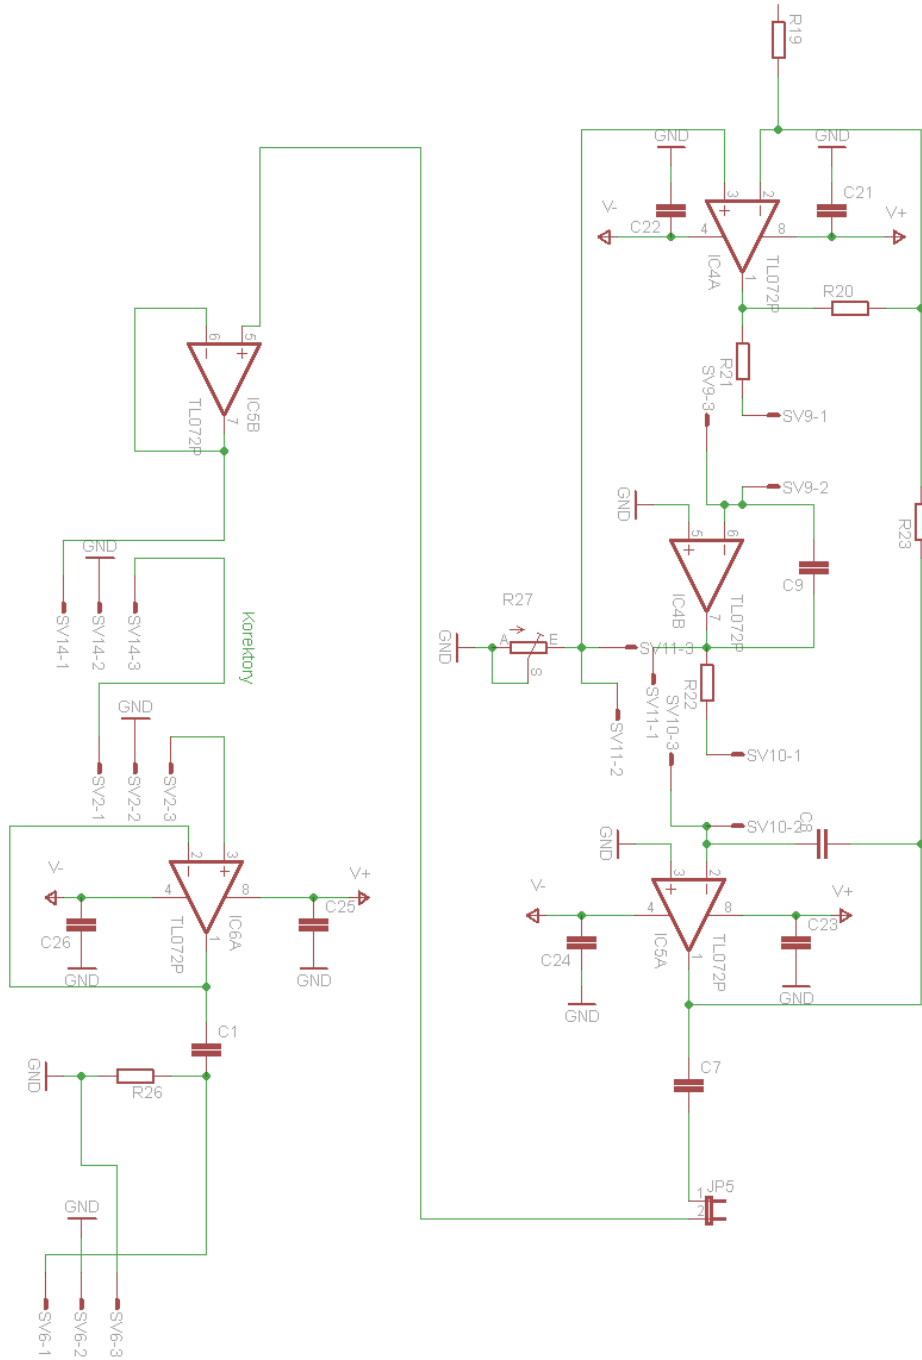 R19
GND
GND
C21
C22
V-
V+
3
2
4
8
1
IC4A
TL072P
R20
R21
SV9-3
SV9-1
SV9-2
6
5
7
IC5B
TL072P
GND
5
6
7
IC4B
TL072P
C9
R23
GND
SV14-1
SV14-2
SV14-3
Korektory
R27
A
E
S
GND
SV11-3
SV11-1
SV11-2
R22
SV10-3
SV10-1
SV10-2
C8
GND
SV2-1
SV2-2
SV2-3
2
3
4
8
1
V-
V+
IC6A
TL072P
C26
C25
GND
GND
GND
3
2
4
8
1
V-
V+
IC5A
TL072P
C24
C23
GND
GND
C1
GND
R26
C7
JP5
1
2
GND
SV6-1
SV6-2
SV6-3